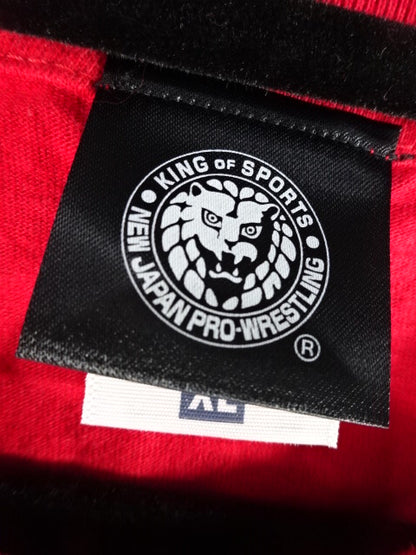 KING OF SPORTS
NEW JAPAN PRO-WRESTLING
®
XL